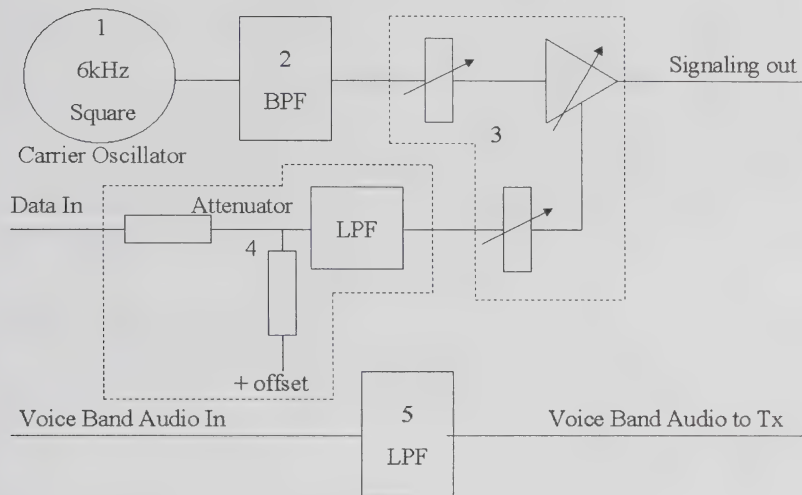 1
6kHz
Square
Carrier Oscillator
2
BPF
3
Signaling out
Data In
Attenuator
4
LPF
+ offset
Voice Band Audio In
5
LPF
Voice Band Audio to Tx